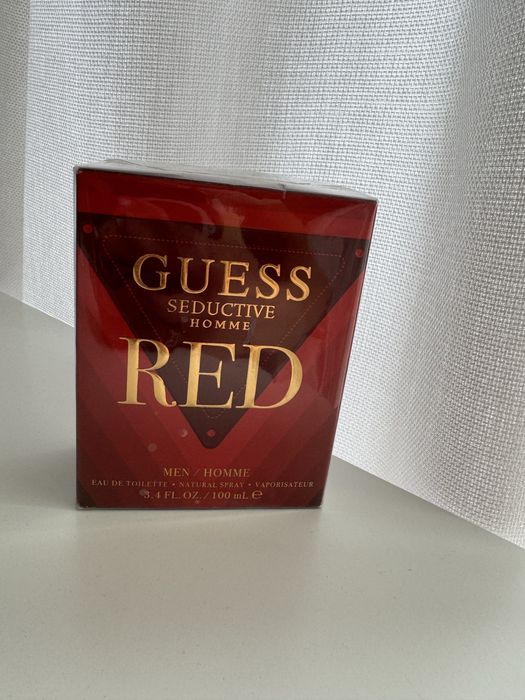 GUESS
SEDUCTIVE
HOMME
RED
MEN / HOMME
EAU DE TOILETTE • NATURAL SPRAY • VAPORISATEUR
3.4 FL. OZ. / 100 mL ℮